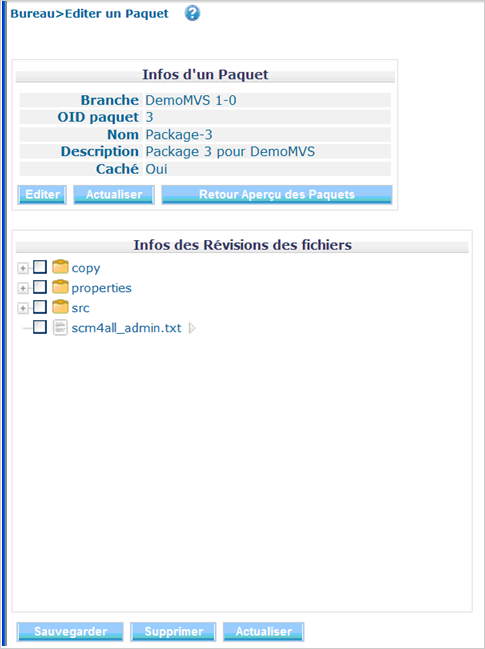 Bureau>Editer un Paquet ?
Infos d'un Paquet
Branche DemoMVS 1-0
OID paquet 3
Nom Package-3
Description Package 3 pour DemoMVS
Caché Oui
Editer Actualiser Retour Aperçu des Paquets
Infos des Révisions des fichiers
copy
properties
src
scm4all_admin.txt
Sauvegarder Supprimer Actualiser